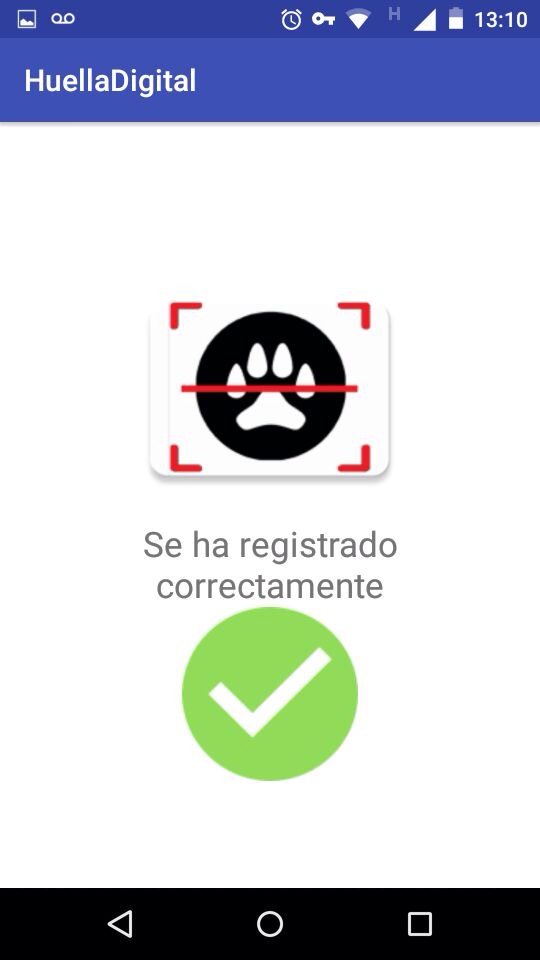 H
13:10
HuellaDigital
Se ha registrado
correctamente